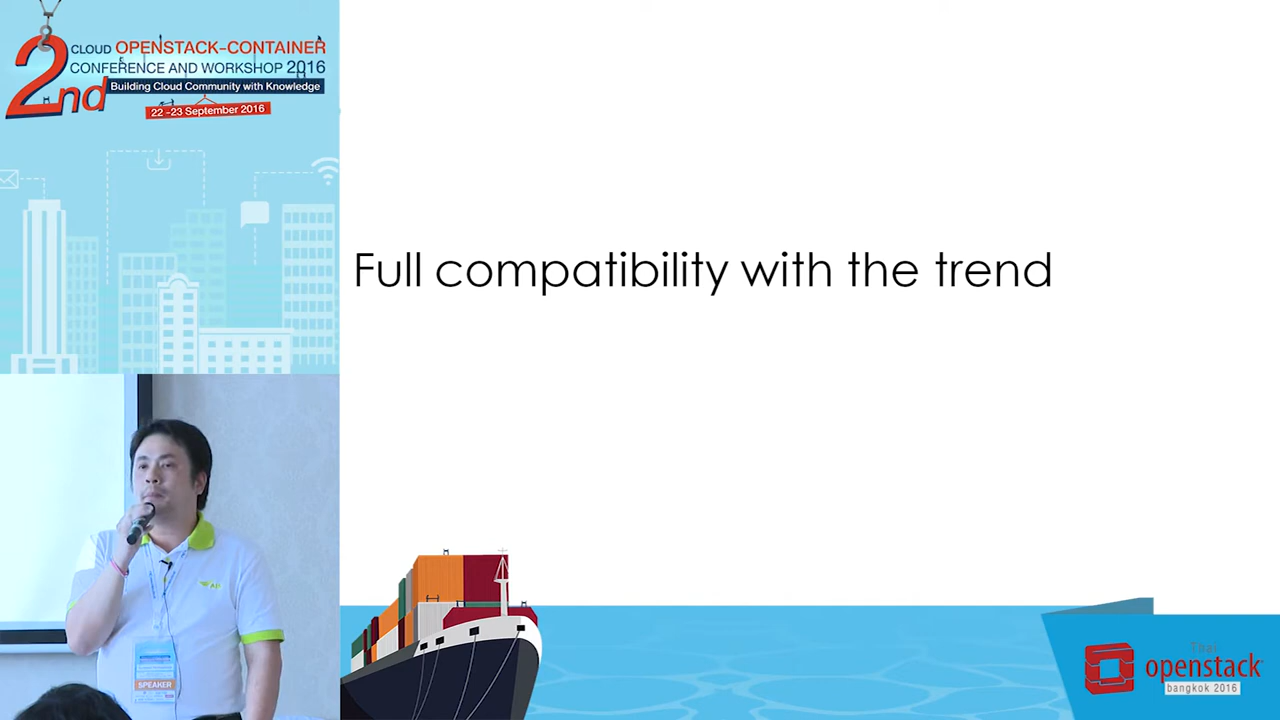 2nd
CLOUD OPENSTACK-CONTAINER
CONFERENCE AND WORKSHOP 2016
Building Cloud Community with Knowledge
22 -23 September 2016
Full compatibility with the trend
SPEAKER
Thai
openstack
bangkok 2016